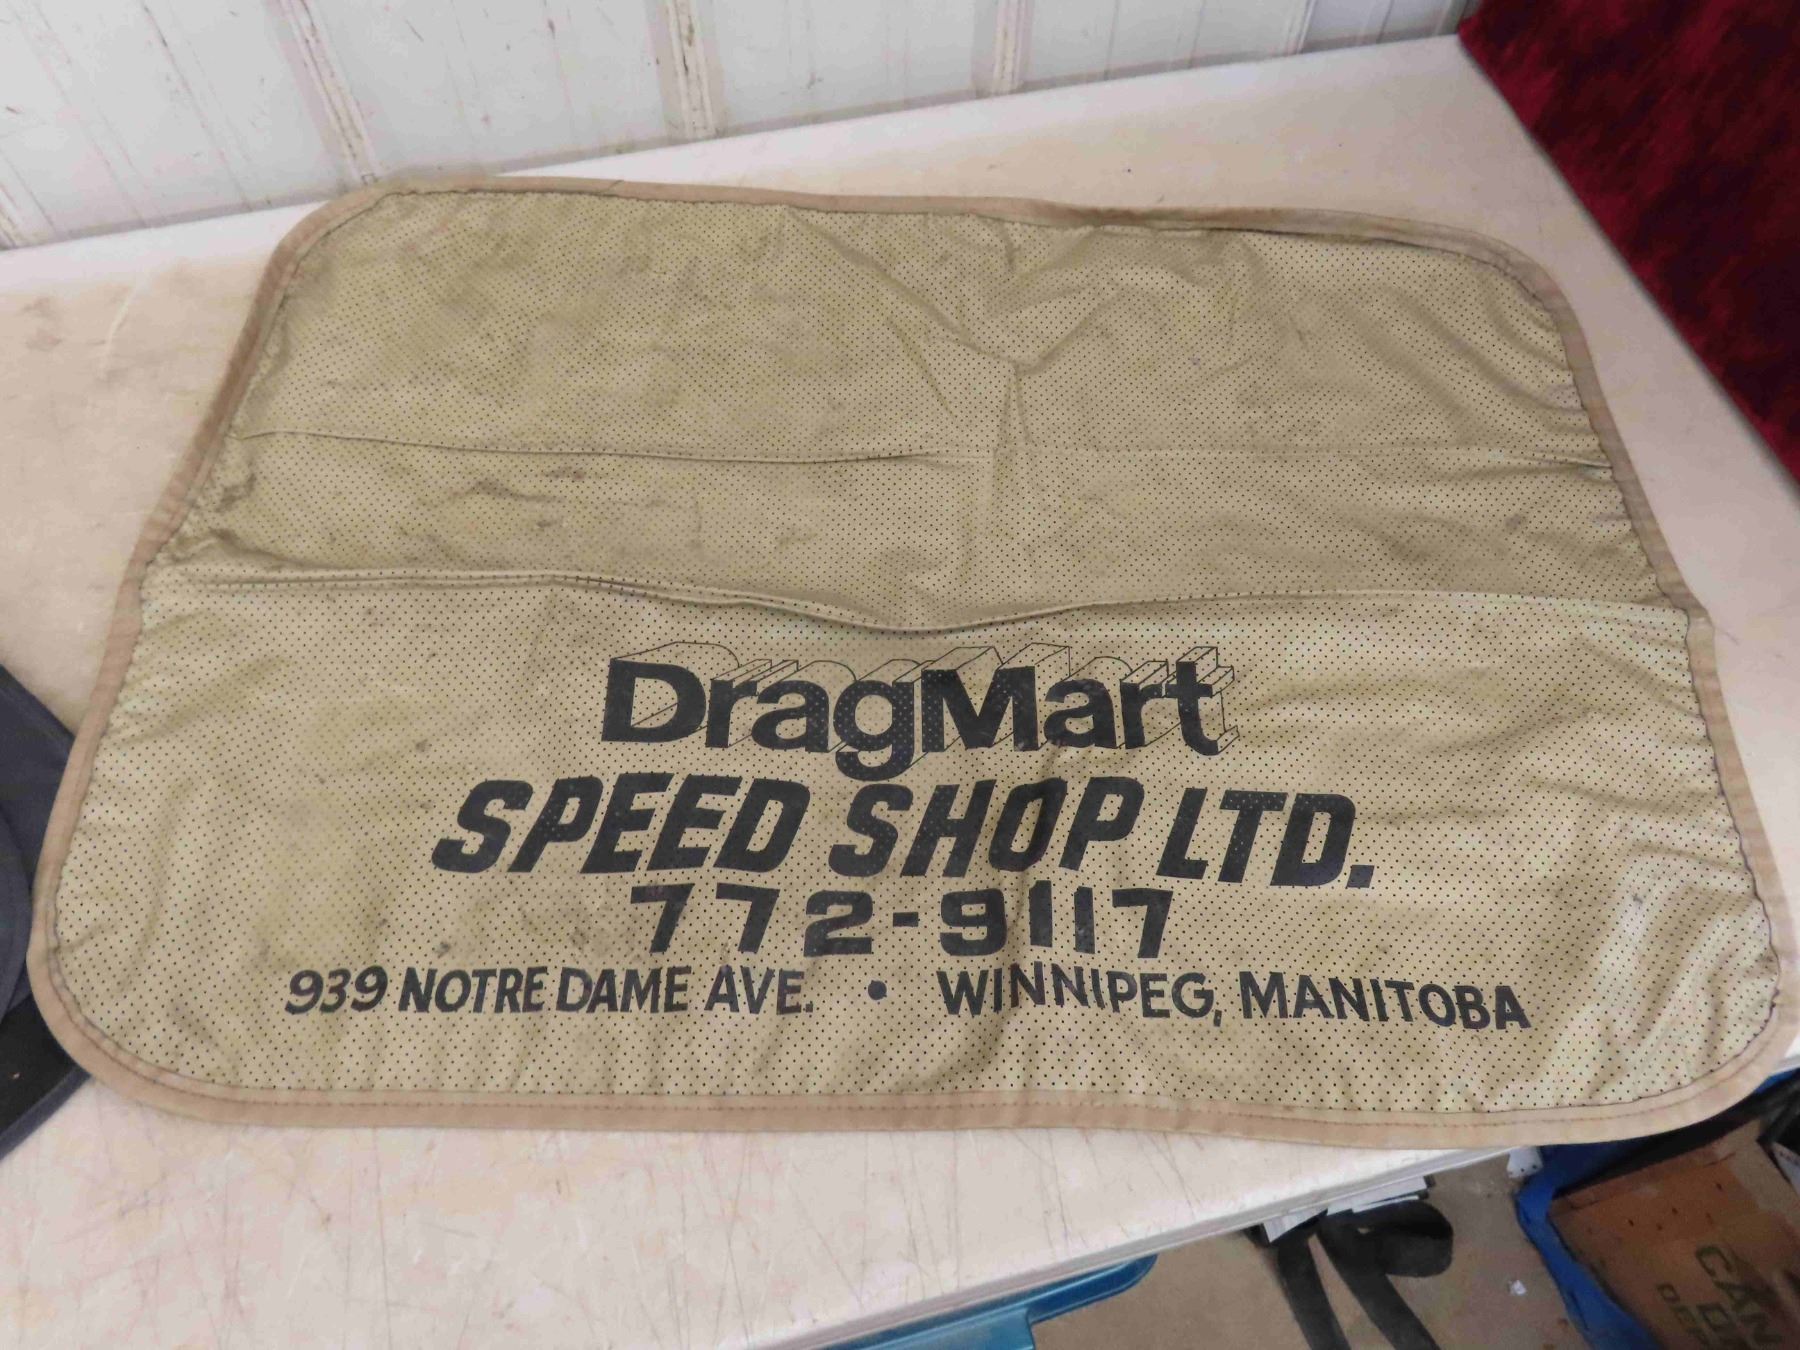 DragMart
SPEED SHOP LTD.
772-9117
939 NOTRE DAME AVE. • WINNIPEG, MANITOBA